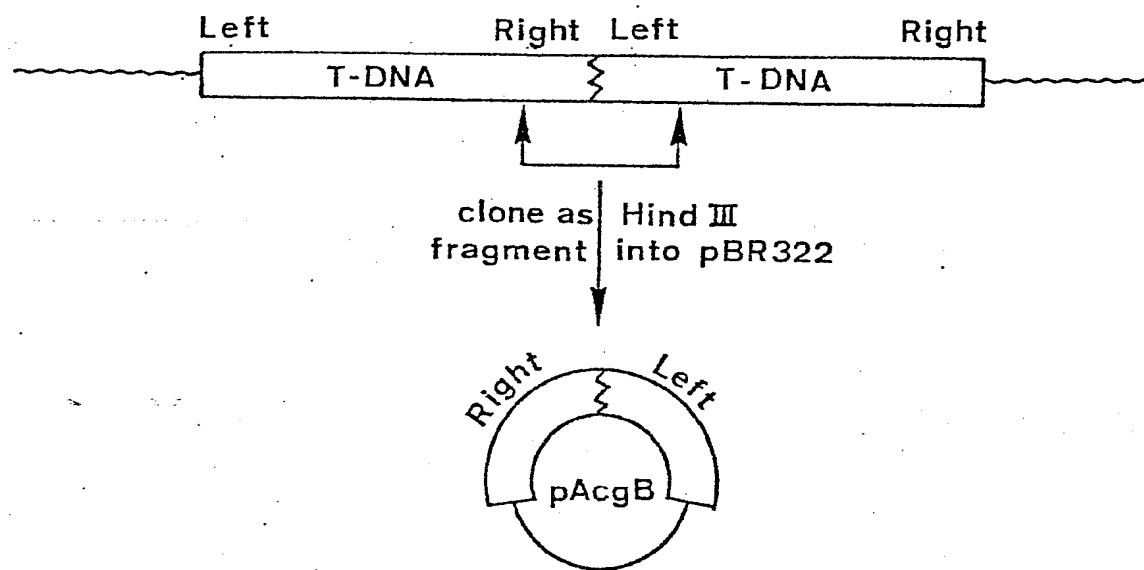 Left Right Left Right
T-DNA T-DNA
clone as Hind III
fragment into pBR322
Right Left
pAcgB